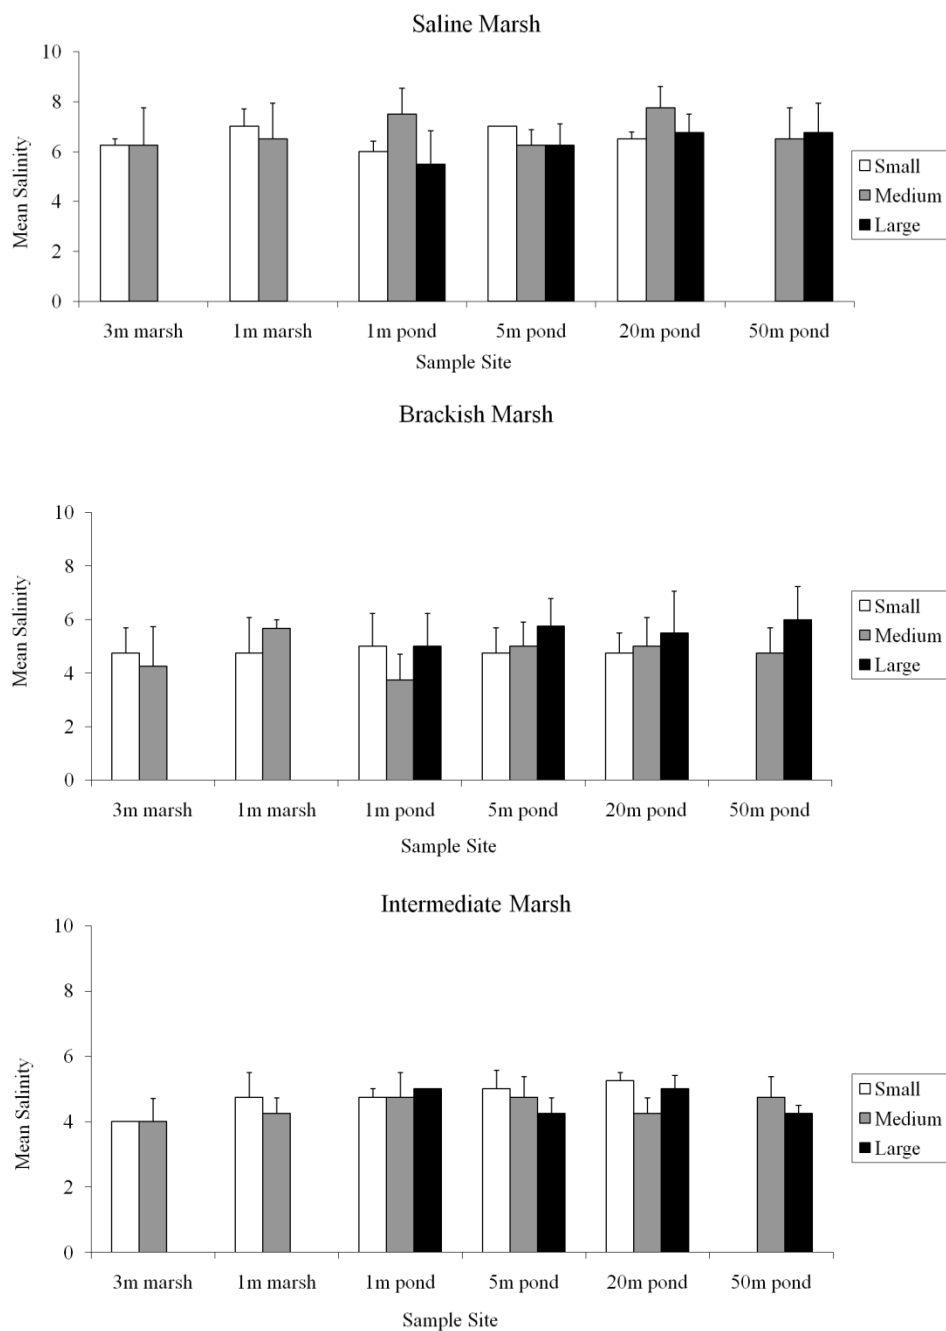 Saline Marsh
10
8
6
4
2
0
Mean Salinity
3m marsh 1m marsh 1m pond 5m pond 20m pond 50m pond
Sample Site
Small
Medium
Large
Brackish Marsh
10
8
6
4
2
0
Mean Salinity
3m marsh 1m marsh 1m pond 5m pond 20m pond 50m pond
Sample Site
Small
Medium
Large
Intermediate Marsh
10
8
6
4
2
0
Mean Salinity
3m marsh 1m marsh 1m pond 5m pond 20m pond 50m pond
Sample Site
Small
Medium
Large